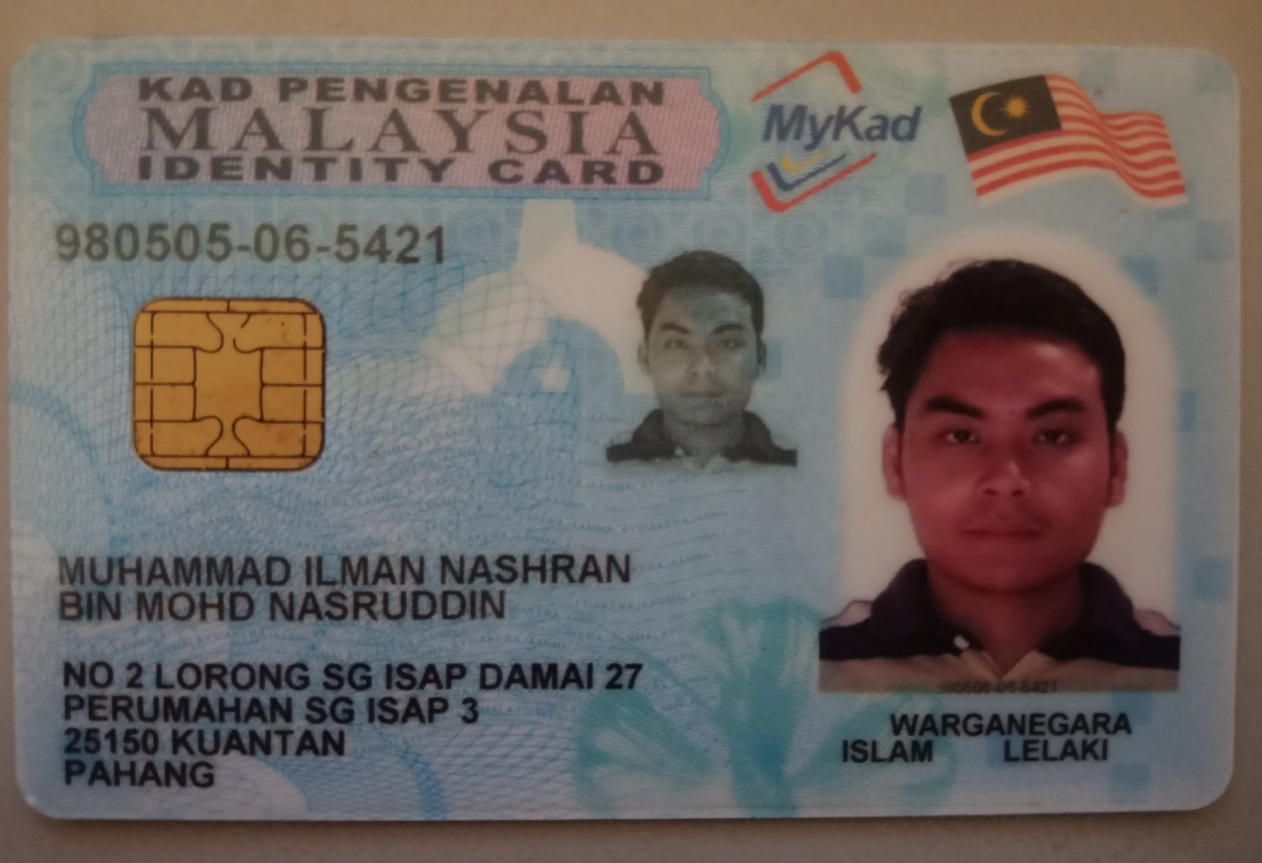 KAD PENGENALAN
MALAYSIA
IDENTITY CARD
MyKad
980505-06-5421
MUHAMMAD ILMAN NASHRAN
BIN MOHD NASRUDDIN
NO 2 LORONG SG ISAP DAMAI 27
PERUMAHAN SG ISAP 3
25150 KUANTAN
PAHANG
980505-06-5421
WARGANEGARA
ISLAM LELAKI